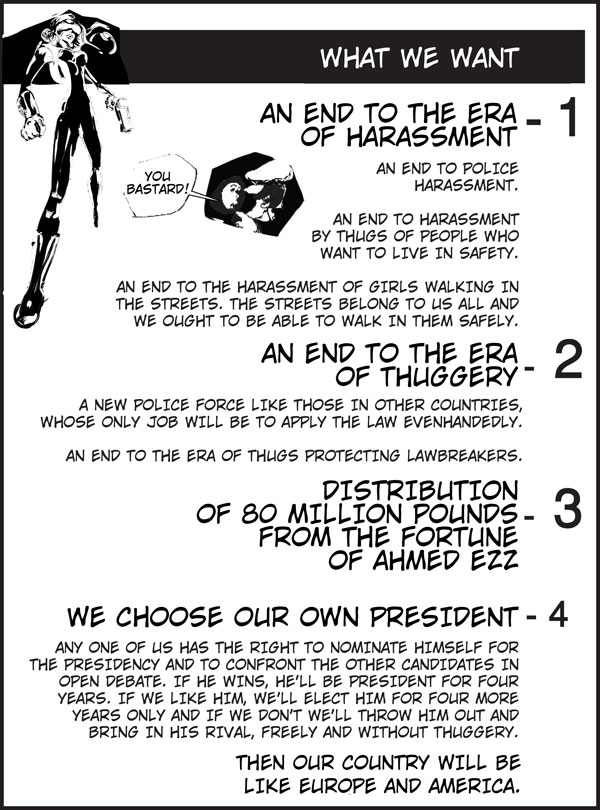 WHAT WE WANT
AN END TO THE ERA
OF HARASSMENT
- 1
AN END TO POLICE
HARASSMENT.
YOU
BASTARD!
AN END TO HARASSMENT
BY THUGS OF PEOPLE WHO
WANT TO LIVE IN SAFETY.
AN END TO THE HARASSMENT OF GIRLS WALKING IN
THE STREETS. THE STREETS BELONG TO US ALL AND
WE OUGHT TO BE ABLE TO WALK IN THEM SAFELY.
AN END TO THE ERA
OF THUGGERY
- 2
A NEW POLICE FORCE LIKE THOSE IN OTHER COUNTRIES,
WHOSE ONLY JOB WILL BE TO APPLY THE LAW EVENHANDEDLY.
AN END TO THE ERA OF THUGS PROTECTING LAWBREAKERS.
DISTRIBUTION
OF 80 MILLION POUNDS
FROM THE FORTUNE
OF AHMED EZZ
- 3
WE CHOOSE OUR OWN PRESIDENT - 4
ANY ONE OF US HAS THE RIGHT TO NOMINATE HIMSELF FOR
THE PRESIDENCY AND TO CONFRONT THE OTHER CANDIDATES IN
OPEN DEBATE. IF HE WINS, HE'LL BE PRESIDENT FOR FOUR
YEARS. IF WE LIKE HIM, WE'LL ELECT HIM FOR FOUR MORE
YEARS ONLY AND IF WE DON'T WE'LL THROW HIM OUT AND
BRING IN HIS RIVAL, FREELY AND WITHOUT THUGGERY.
THEN OUR COUNTRY WILL BE
LIKE EUROPE AND AMERICA.